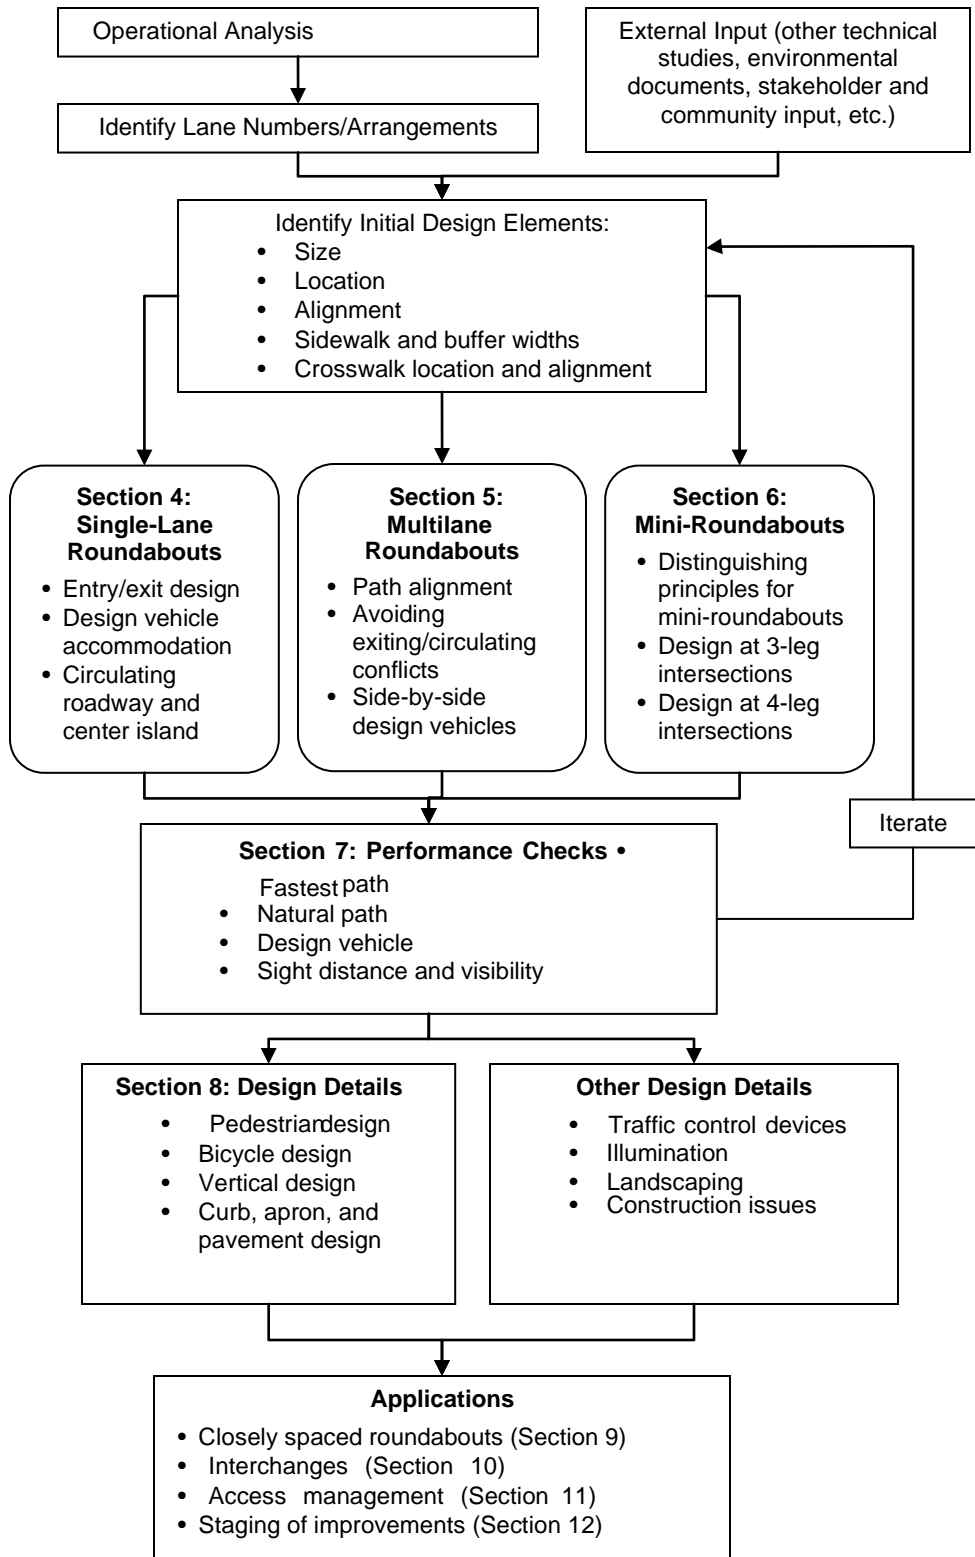 Operational Analysis
External Input (other technical
studies, environmental
documents, stakeholder and
community input, etc.)
Identify Lane Numbers/Arrangements
Identify Initial Design Elements:
• Size
• Location
• Alignment
• Sidewalk and buffer widths
• Crosswalk location and alignment
Section 4:
Single-Lane
Roundabouts
• Entry/exit design
• Design vehicle
accommodation
• Circulating
roadway and
center island
Section 5:
Multilane
Roundabouts
• Path alignment
• Avoiding
exiting/circulating
conflicts
• Side-by-side
design vehicles
Section 6:
Mini-Roundabouts
• Distinguishing
principles for
mini-roundabouts
• Design at 3-leg
intersections
• Design at 4-leg
intersections
Iterate
Section 7: Performance Checks •
Fastest path
• Natural path
• Design vehicle
• Sight distance and visibility
Section 8: Design Details
• Pedestrian design
• Bicycle design
• Vertical design
• Curb, apron, and
pavement design
Other Design Details
• Traffic control devices
• Illumination
• Landscaping
• Construction issues
Applications
• Closely spaced roundabouts (Section 9)
• Interchanges (Section 10)
• Access management (Section 11)
• Staging of improvements (Section 12)